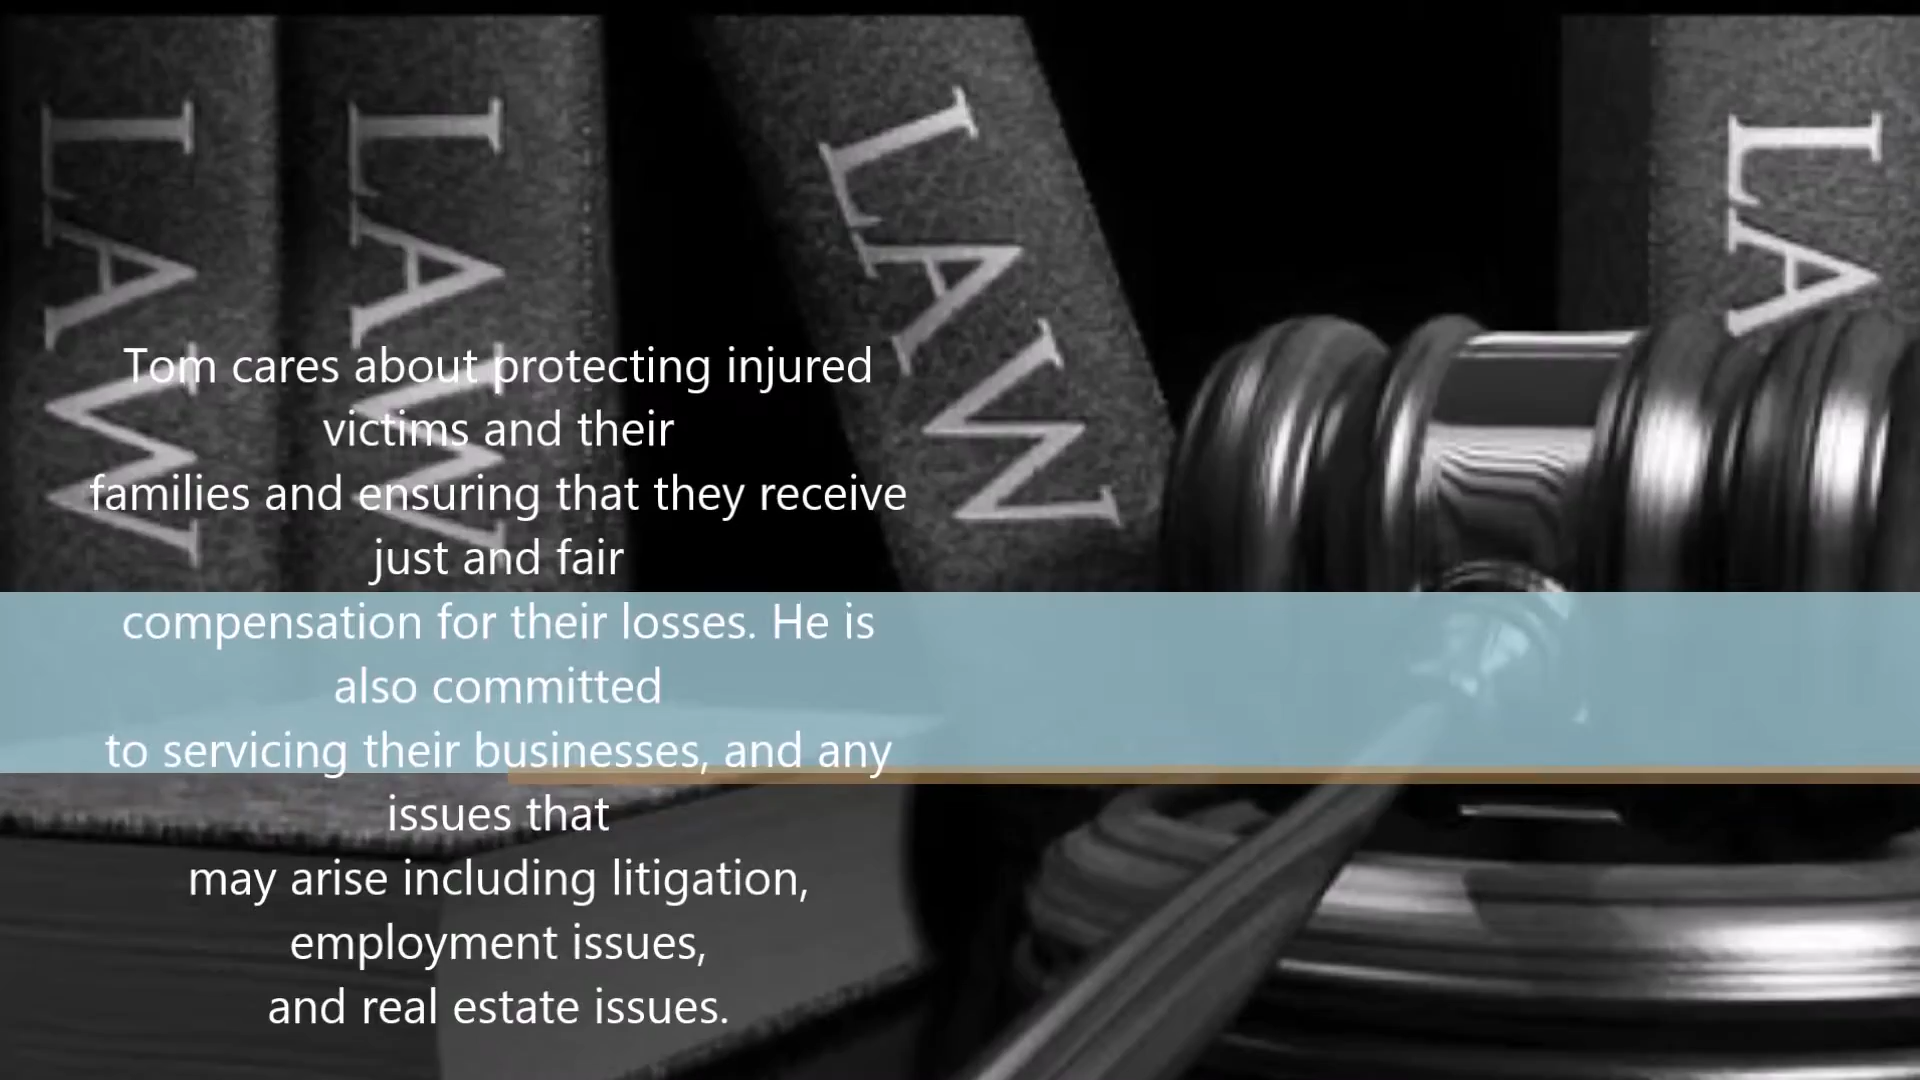 LAW
LAW
LAW
LA
Tom cares about protecting injured
victims and their
families and ensuring that they receive
just and fair
compensation for their losses. He is
also committed
to servicing their businesses, and any
issues that
may arise including litigation,
employment issues,
and real estate issues.